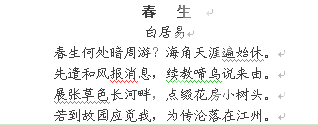 春 生
白居易
春生何处暗周游？海角天涯遍始休。
先遣和风报消息，续教啼鸟说来由。
展张草色长河畔，点缀花房小树头。
若到故园应觅我，为传沦落在江州。